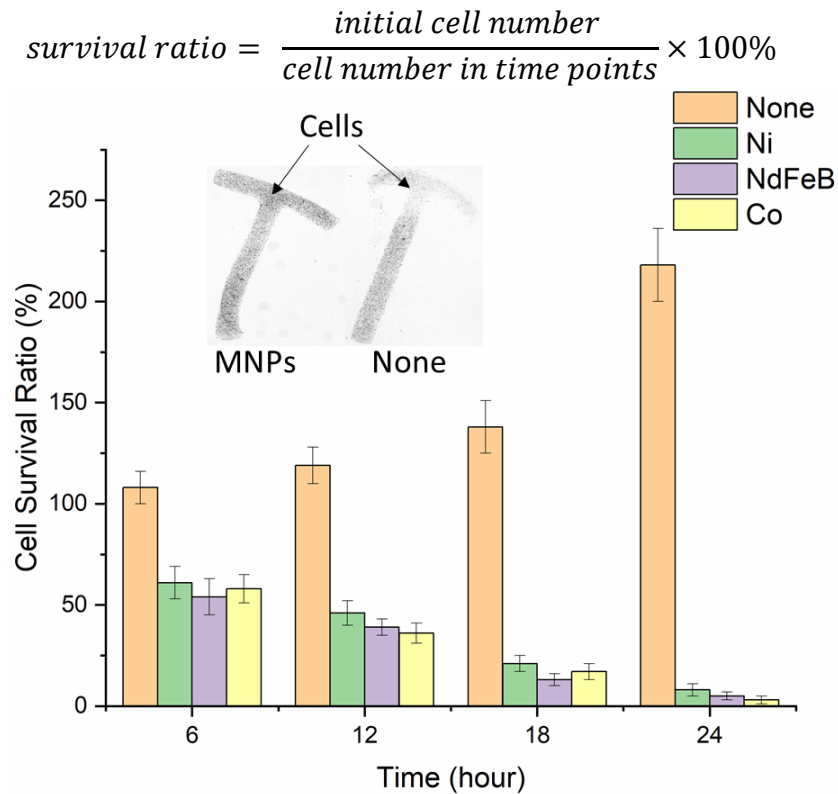 survival ratio = initial cell number / cell number in time points × 100%
None
Ni
NdFeB
Co
Cells
MNPs None
Cell Survival Ratio (%)
250
200
150
100
50
0
6 12 18 24
Time (hour)